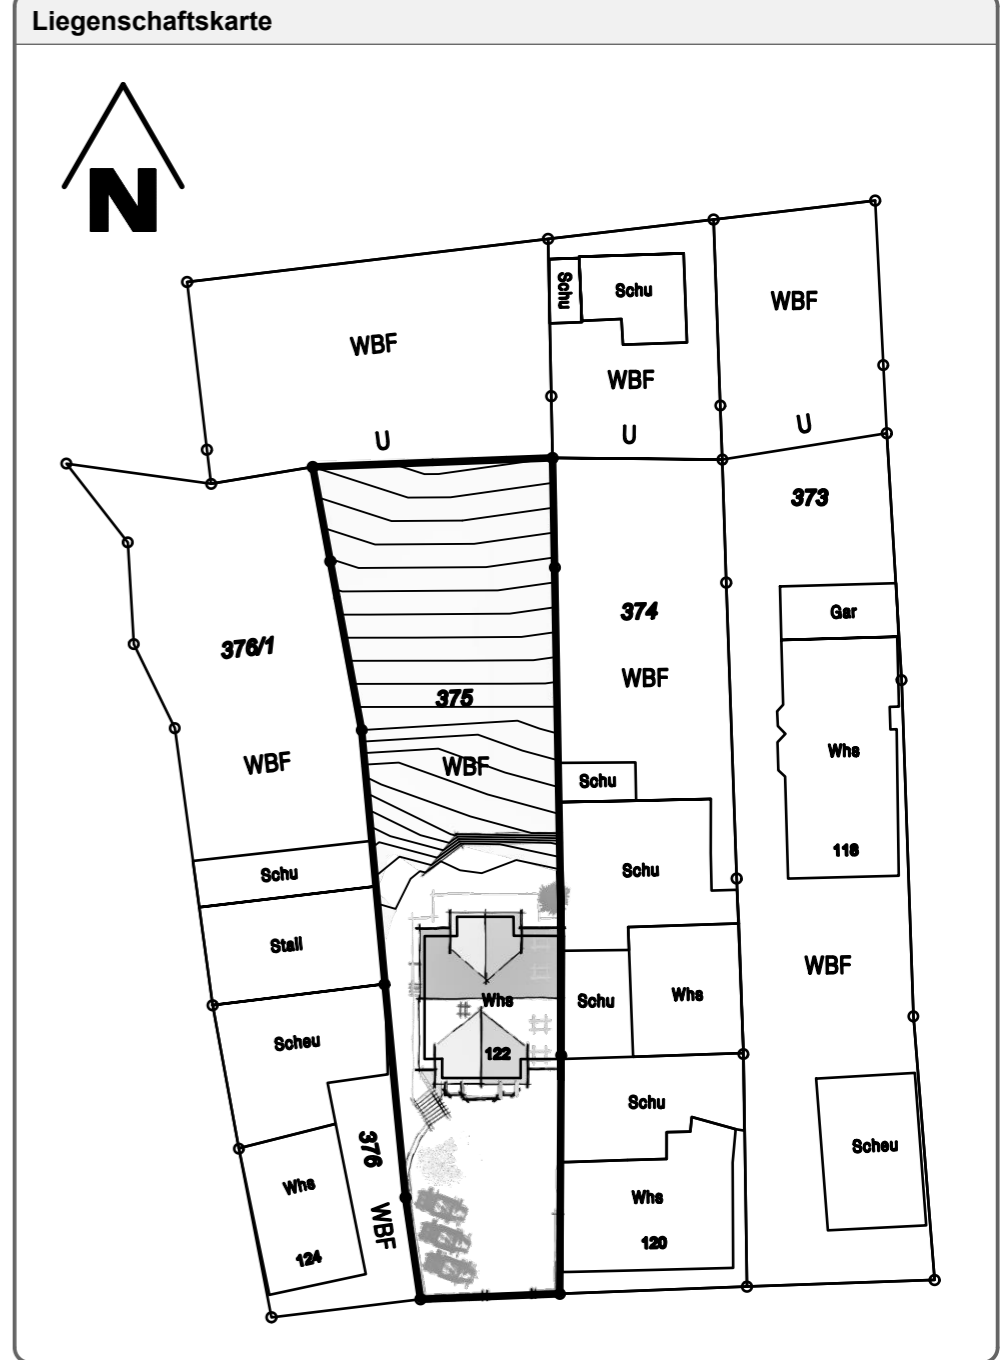 Liegenschaftskarte
N
Schu
Schu
WBF
WBF
WBF
U
U
U
373
374
Gar
376/1
WBF
375
WBF
WBF
Whs
Schu
118
Schu
Schu
Stall
WBF
Schu
Whs
Whs
Scheu
122
Schu
376
Scheu
Whs
Whs
WBF
120
124